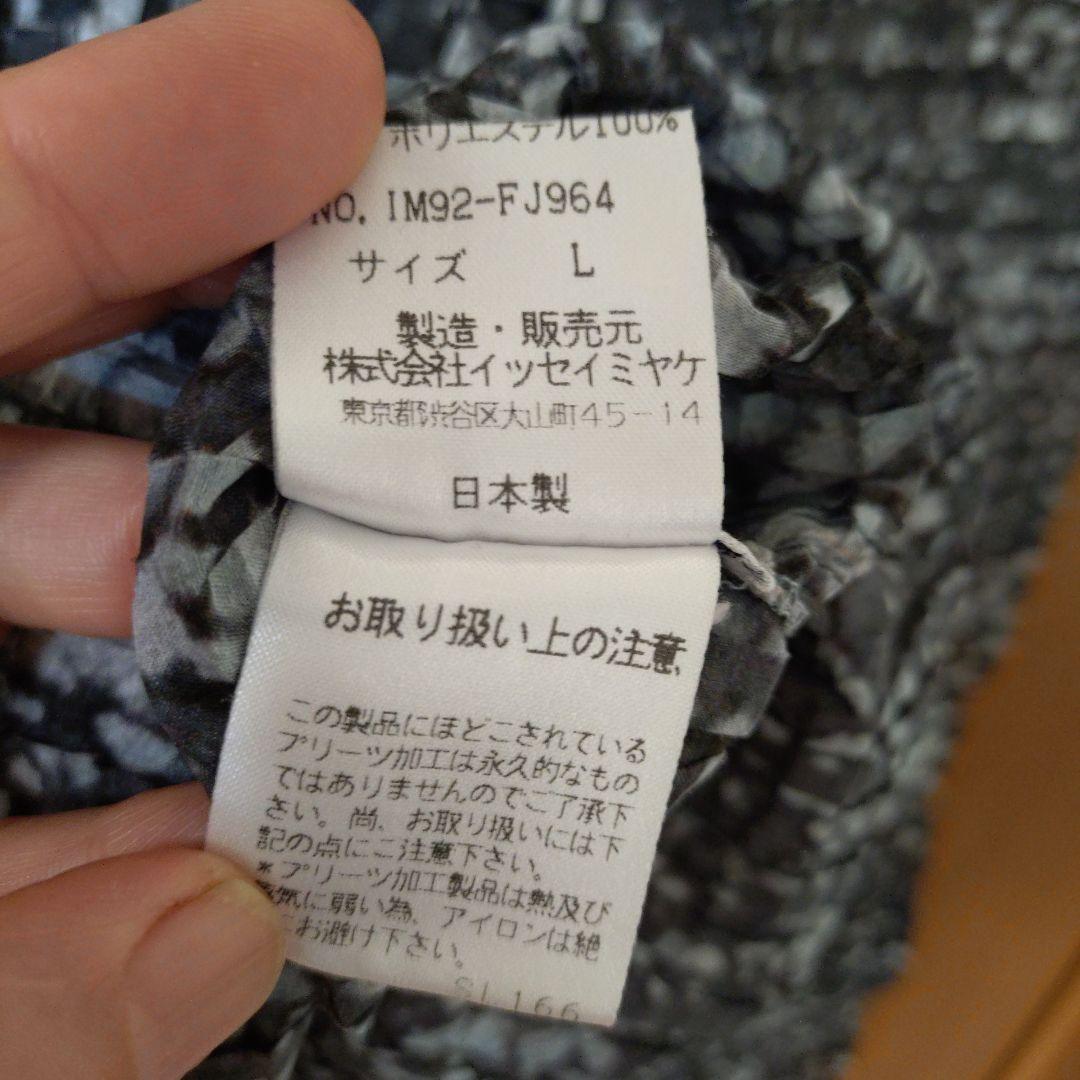 ポリエステル100%
NO. IM92-FJ964
サイズ L
製造・販売元
株式会社イッセイミヤケ
東京都渋谷区大山町45-14
日本製
お取り扱い上の注意
この製品にほどこされている
プリーツ加工は永久的なもの
ではありませんのでご了承下
さい。尚、お取り扱いには下
記の点にご注意下さい。
*プリーツ加工製品は熱及び
気に弱い為、アイロンは絶
にお避け下さい。
SL166